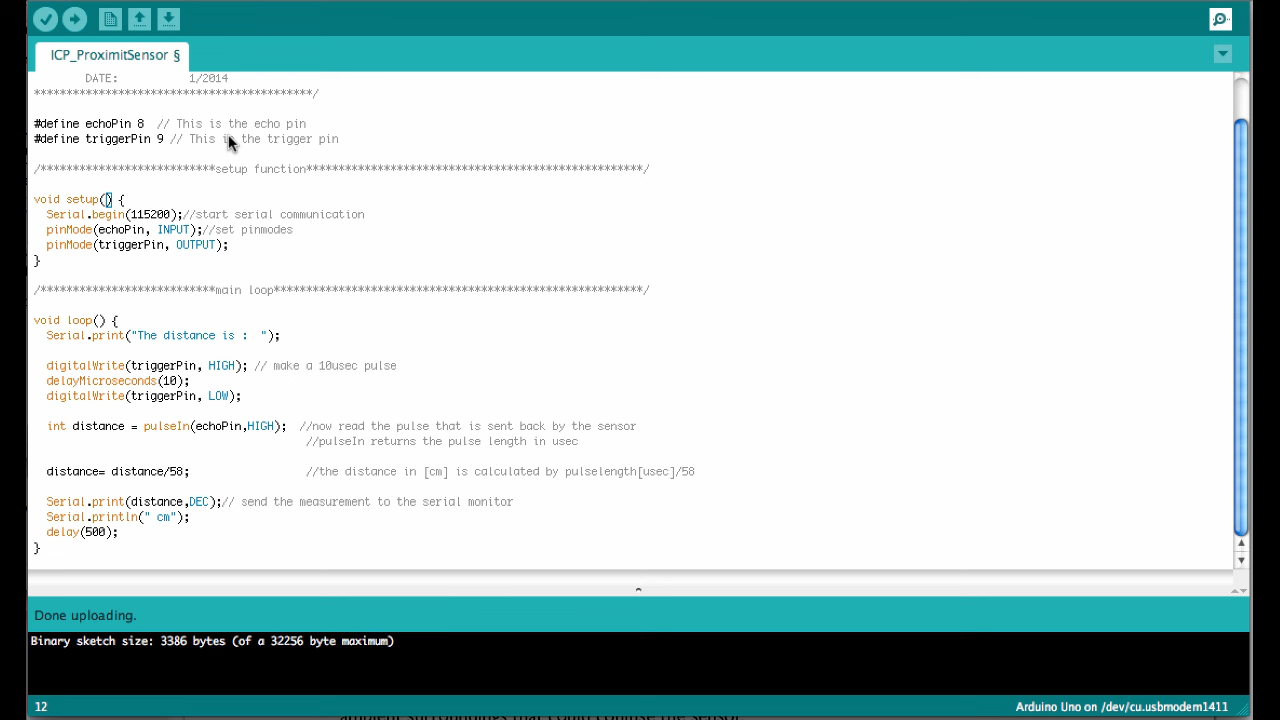 ICP_ProximitSensor §
DATE: 1/2014
*******************************************/
#define echoPin 8 // This is the echo pin
#define triggerPin 9 // This is the trigger pin
/***************************setup function****************************************************/
void setup() {
Serial.begin(115200);//start serial communication
pinMode(echoPin, INPUT);//set pinmodes
pinMode(triggerPin, OUTPUT);
}
/***************************main loop*********************************************************/
void loop() {
Serial.print("The distance is :  ");
digitalWrite(triggerPin, HIGH); // make a 10usec pulse
delayMicroseconds(10);
digitalWrite(triggerPin, LOW);
int distance = pulseIn(echoPin,HIGH); //now read the pulse that is sent back by the sensor
//pulseIn returns the pulse length in usec
distance= distance/58; //the distance in [cm] is calculated by pulselength[usec]/58
Serial.print(distance,DEC);// send the measurement to the serial monitor
Serial.println(" cm");
delay(500);
}
Done uploading.
Binary sketch size: 3386 bytes (of a 32256 byte maximum)
12
Arduino Uno on /dev/cu.usbmodem1411